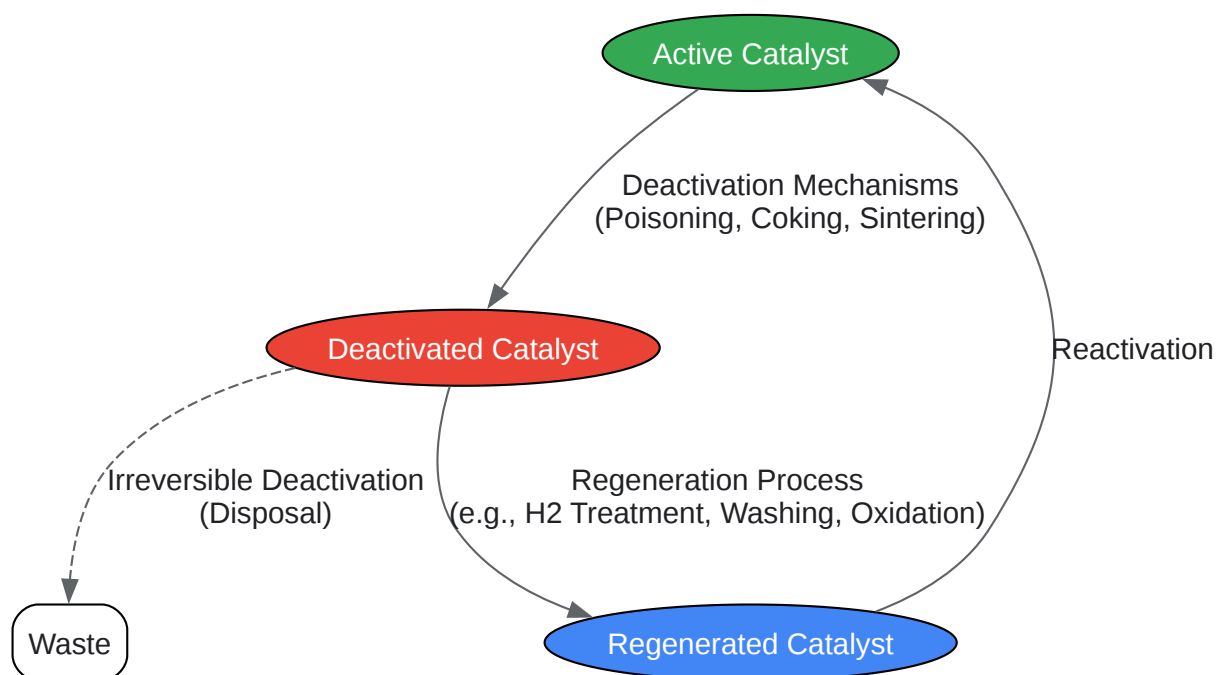 Active Catalyst
Deactivation Mechanisms
(Poisoning, Coking, Sintering)
Deactivated Catalyst
Reactivation
Irreversible Deactivation
(Disposal)
Regeneration Process
(e.g., H2 Treatment, Washing, Oxidation)
Waste
Regenerated Catalyst